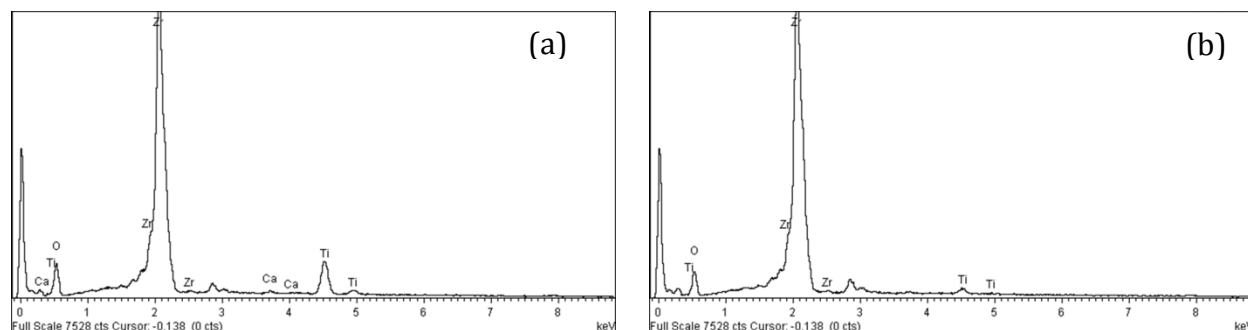 (a)
Zr
Zr
O
Ti
Ca
Zr
Ca
Ca
Ti
Ti
0 1 2 3 4 5 6 7 8
Full Scale 7528 cts Cursor: -0.138 (0 cts) keV
(b)
Zr
Zr
O
Ti
Zr
Ti
Ti
0 1 2 3 4 5 6 7 8
Full Scale 7528 cts Cursor: -0.138 (0 cts) keV